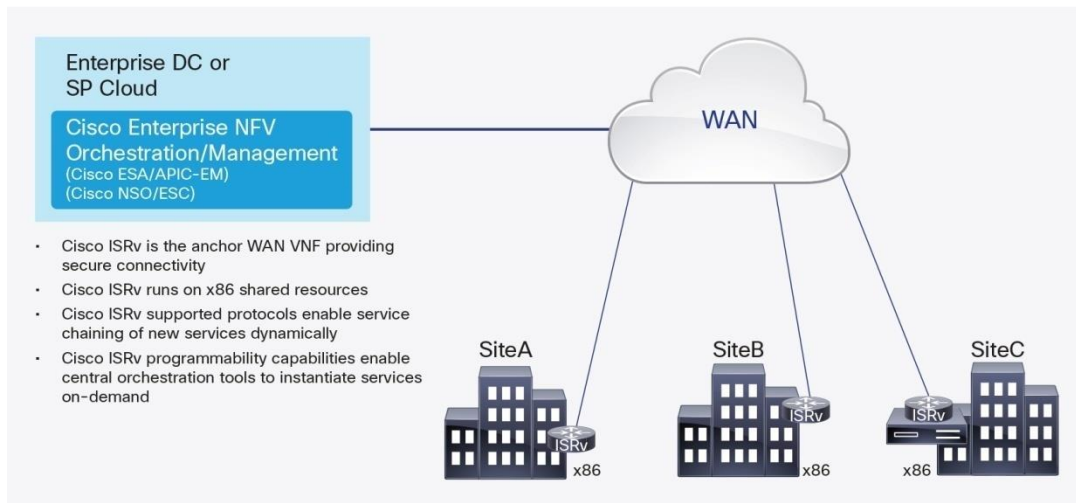 Enterprise DC or
SP Cloud
Cisco Enterprise NFV
Orchestration/Management
(Cisco ESA/APIC-EM)
(Cisco NSO/ESC)
• Cisco ISRv is the anchor WAN VNF providing
secure connectivity
• Cisco ISRv runs on x86 shared resources
• Cisco ISRv supported protocols enable service
chaining of new services dynamically
• Cisco ISRv programmability capabilities enable
central orchestration tools to instantiate services
on-demand
WAN
SiteA
ISRv
x86
SiteB
ISRv
x86
SiteC
ISRv
x86